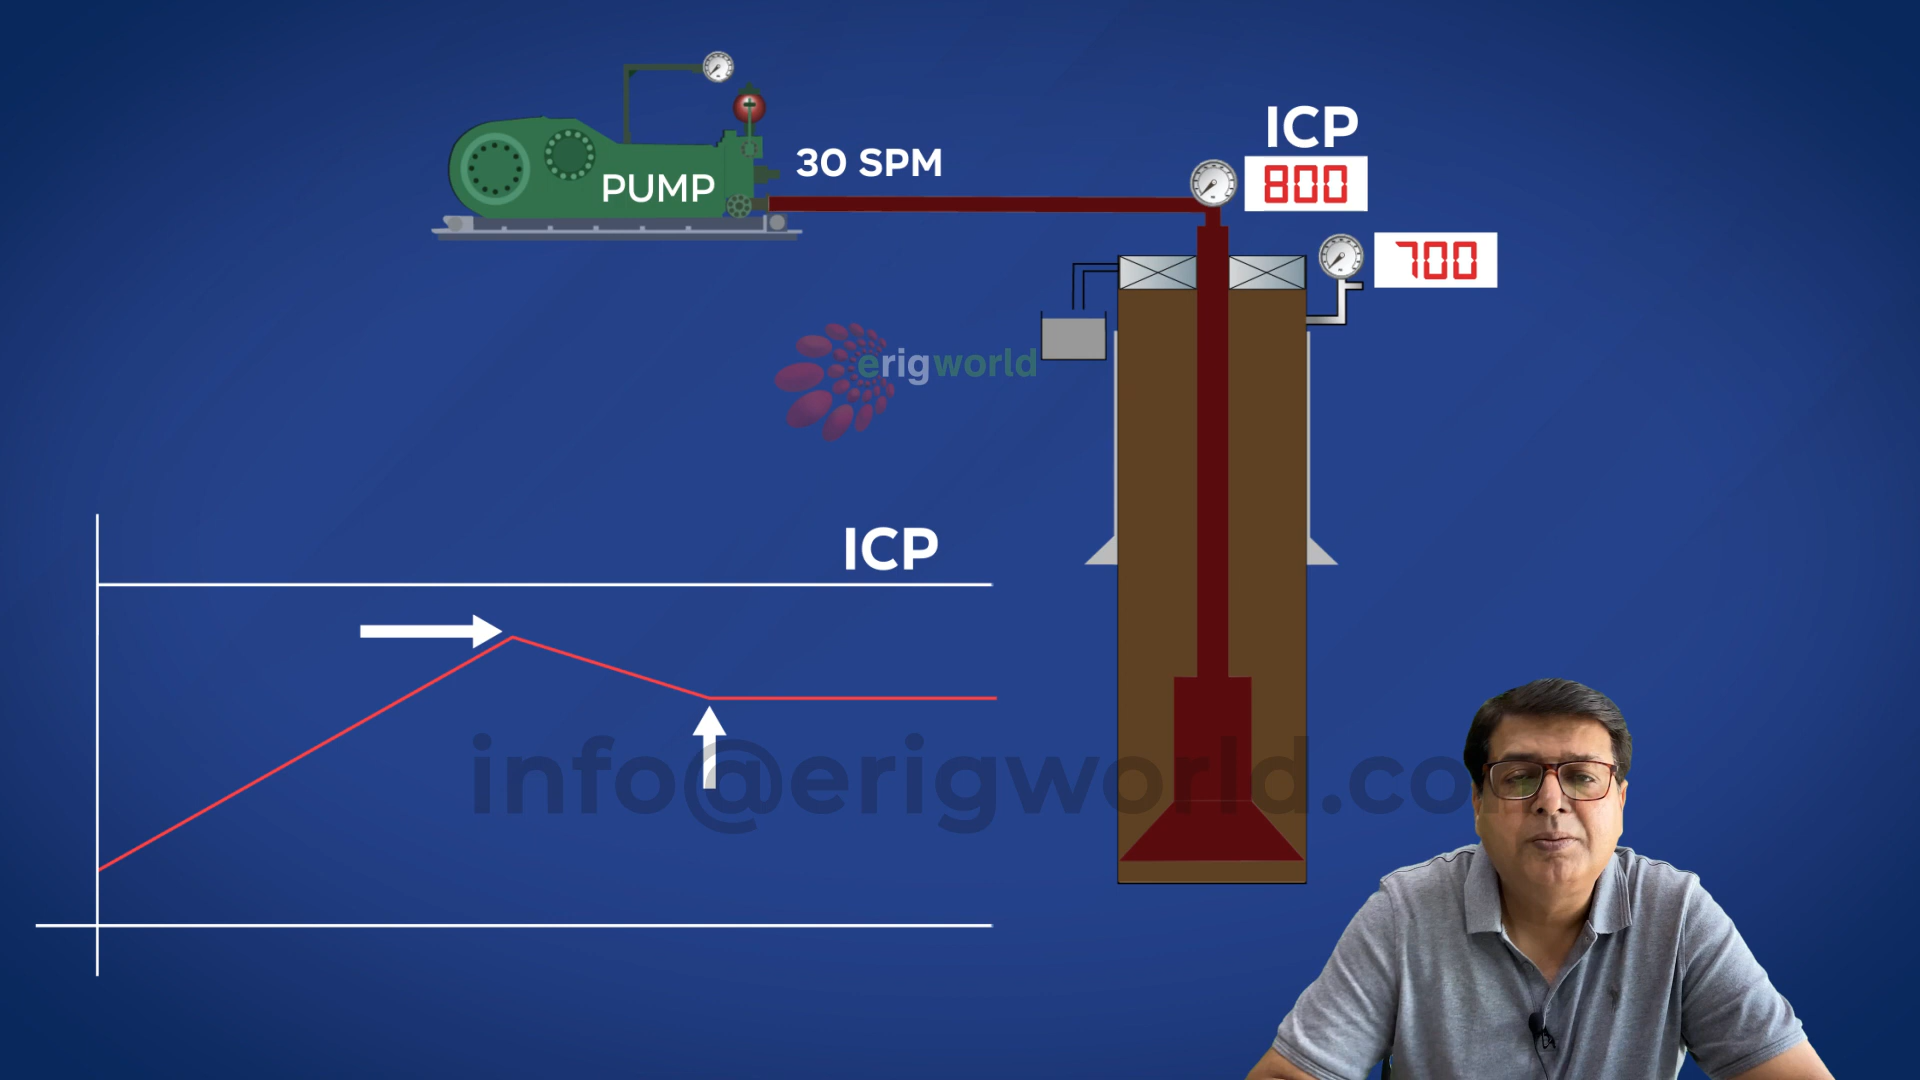 ICP
800
30 SPM
PUMP
700
erigworld
ICP
info@erigworld.co